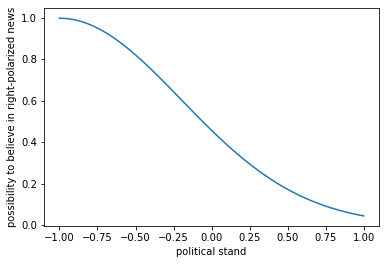 possibility to believe in right-polarized news
1.0
0.8
0.6
0.4
0.2
0.0
−1.00 −0.75 −0.50 −0.25 0.00 0.25 0.50 0.75 1.00
political stand